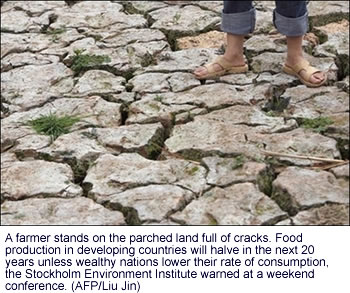 A farmer stands on the parched land full of cracks. Food
production in developing countries will halve in the next 20
years unless wealthy nations lower their rate of consumption,
the Stockholm Environment Institute warned at a weekend
conference. (AFP/Liu Jin)